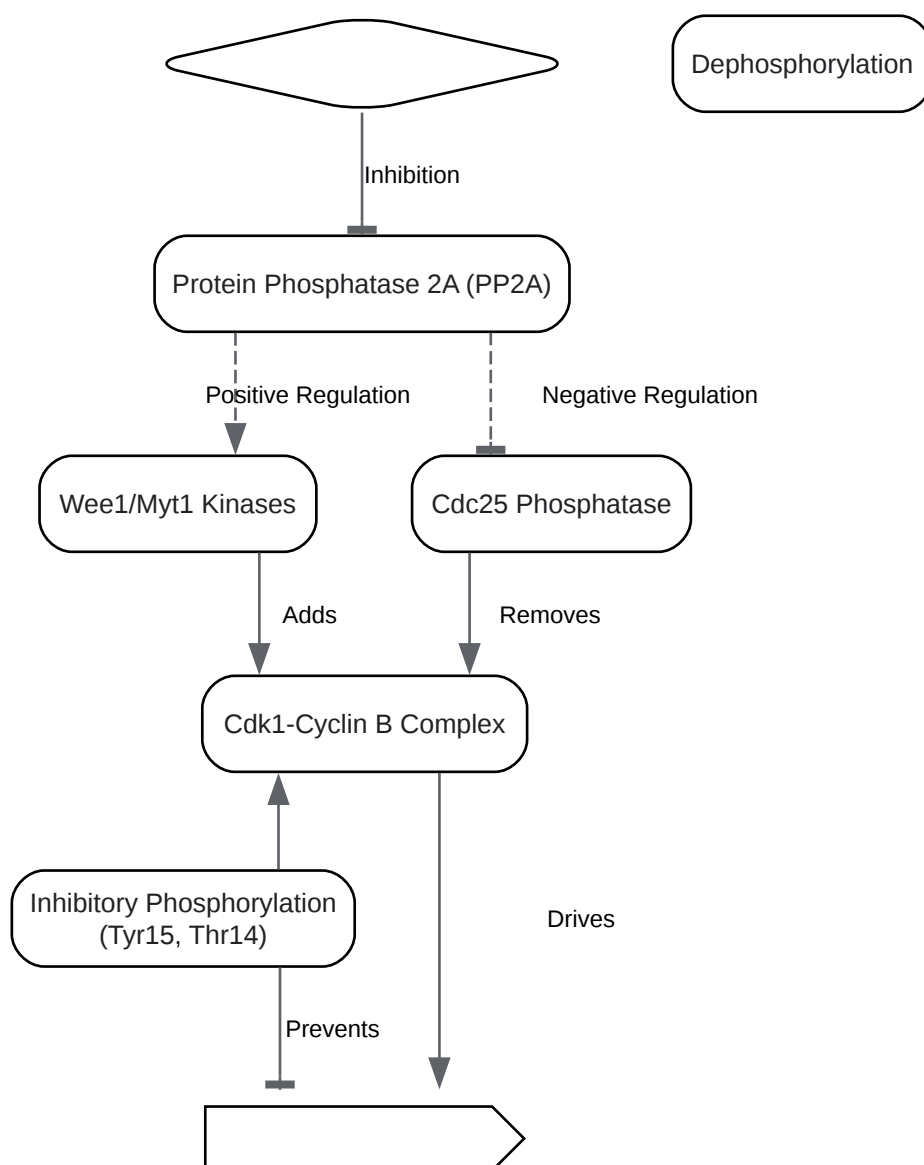 Dephosphorylation
Inhibition
Protein Phosphatase 2A (PP2A)
Positive Regulation
Negative Regulation
Wee1/Myt1 Kinases
Cdc25 Phosphatase
Adds
Removes
Cdk1-Cyclin B Complex
Inhibitory Phosphorylation
(Tyr15, Thr14)
Drives
Prevents